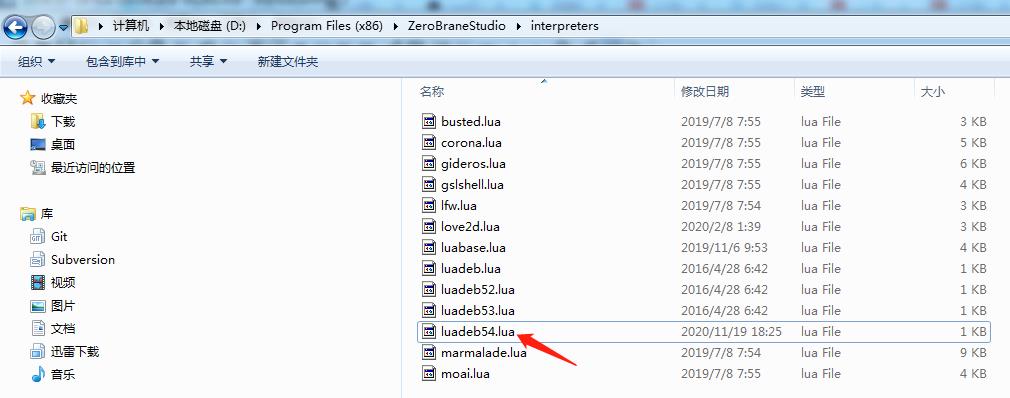 计算机 本地磁盘 (D:) Program Files (x86) ZeroBraneStudio interpreters
组织 包含到库中 共享 新建文件夹
收藏夹
下载
桌面
最近访问的位置
库
Git
Subversion
视频
图片
文档
迅雷下载
音乐
名称 修改日期 类型 大小
busted.lua 2019/7/8 7:55 lua File 3 KB
corona.lua 2019/7/8 7:55 lua File 5 KB
gideros.lua 2019/7/8 7:55 lua File 6 KB
gslshell.lua 2019/7/8 7:55 lua File 4 KB
lfw.lua 2019/7/8 7:54 lua File 3 KB
love2d.lua 2020/2/8 1:39 lua File 3 KB
luabase.lua 2019/11/6 9:53 lua File 4 KB
luadeb.lua 2016/4/28 6:42 lua File 1 KB
luadeb52.lua 2016/4/28 6:42 lua File 1 KB
luadeb53.lua 2016/4/28 6:42 lua File 1 KB
luadeb54.lua 2020/11/19 18:25 lua File 1 KB
marmalade.lua 2019/7/8 7:54 lua File 9 KB
moai.lua 2019/7/8 7:55 lua File 4 KB